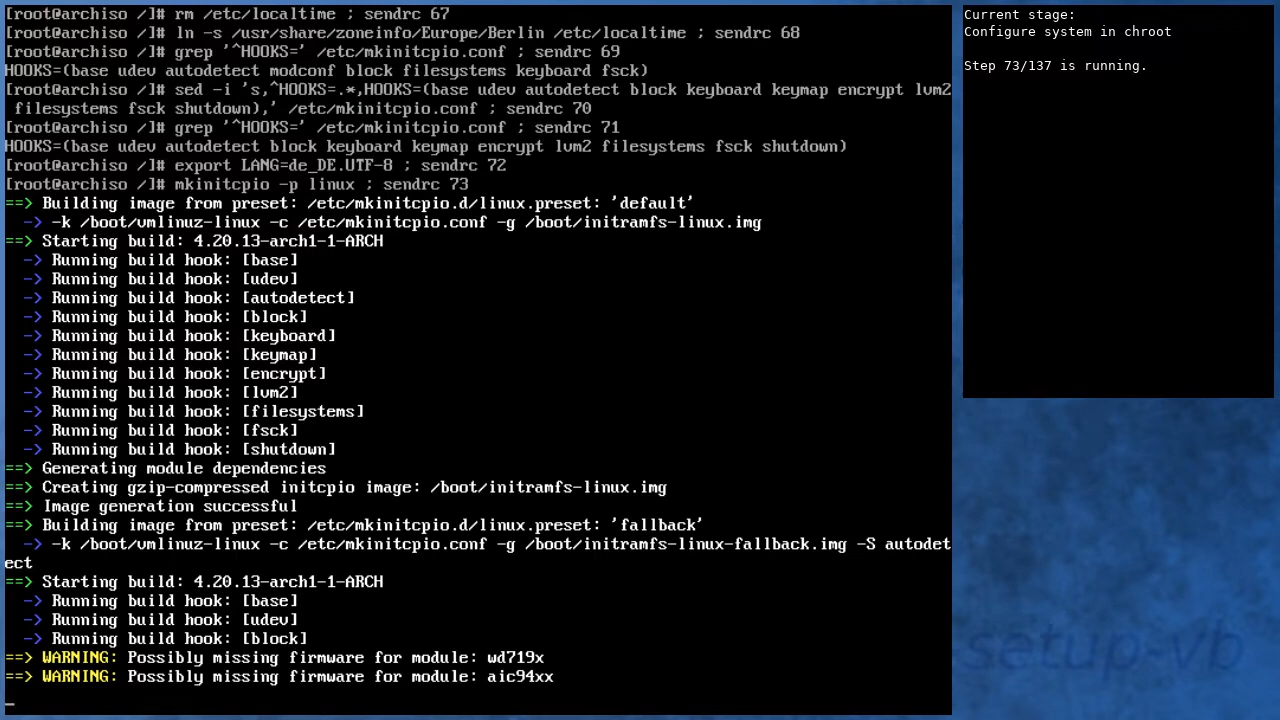 [root@archiso /]# rm /etc/localtime ; sendrc 67
[root@archiso /]# ln -s /usr/share/zoneinfo/Europe/Berlin /etc/localtime ; sendrc 68
[root@archiso /]# grep '^HOOKS=' /etc/mkinitcpio.conf ; sendrc 69
HOOKS=(base udev autodetect modconf block filesystems keyboard fsck)
[root@archiso /]# sed -i 's,^HOOKS=.*,HOOKS=(base udev autodetect block keyboard keymap encrypt lvm2
 filesystems fsck shutdown),' /etc/mkinitcpio.conf ; sendrc 70
[root@archiso /]# grep '^HOOKS=' /etc/mkinitcpio.conf ; sendrc 71
HOOKS=(base udev autodetect block keyboard keymap encrypt lvm2 filesystems fsck shutdown)
[root@archiso /]# export LANG=de_DE.UTF-8 ; sendrc 72
[root@archiso /]# mkinitcpio -p linux ; sendrc 73
==> Building image from preset: /etc/mkinitcpio.d/linux.preset: 'default'
  -> -k /boot/vmlinuz-linux -c /etc/mkinitcpio.conf -g /boot/initramfs-linux.img
==> Starting build: 4.20.13-arch1-1-ARCH
  -> Running build hook: [base]
  -> Running build hook: [udev]
  -> Running build hook: [autodetect]
  -> Running build hook: [block]
  -> Running build hook: [keyboard]
  -> Running build hook: [keymap]
  -> Running build hook: [encrypt]
  -> Running build hook: [lvm2]
  -> Running build hook: [filesystems]
  -> Running build hook: [fsck]
  -> Running build hook: [shutdown]
==> Generating module dependencies
==> Creating gzip-compressed initcpio image: /boot/initramfs-linux.img
==> Image generation successful
==> Building image from preset: /etc/mkinitcpio.d/linux.preset: 'fallback'
  -> -k /boot/vmlinuz-linux -c /etc/mkinitcpio.conf -g /boot/initramfs-linux-fallback.img -S autodet
ect
==> Starting build: 4.20.13-arch1-1-ARCH
  -> Running build hook: [base]
  -> Running build hook: [udev]
  -> Running build hook: [block]
==> WARNING: Possibly missing firmware for module: wd719x
==> WARNING: Possibly missing firmware for module: aic94xx
Current stage:
Configure system in chroot
Step 73/137 is running.
setup-vb